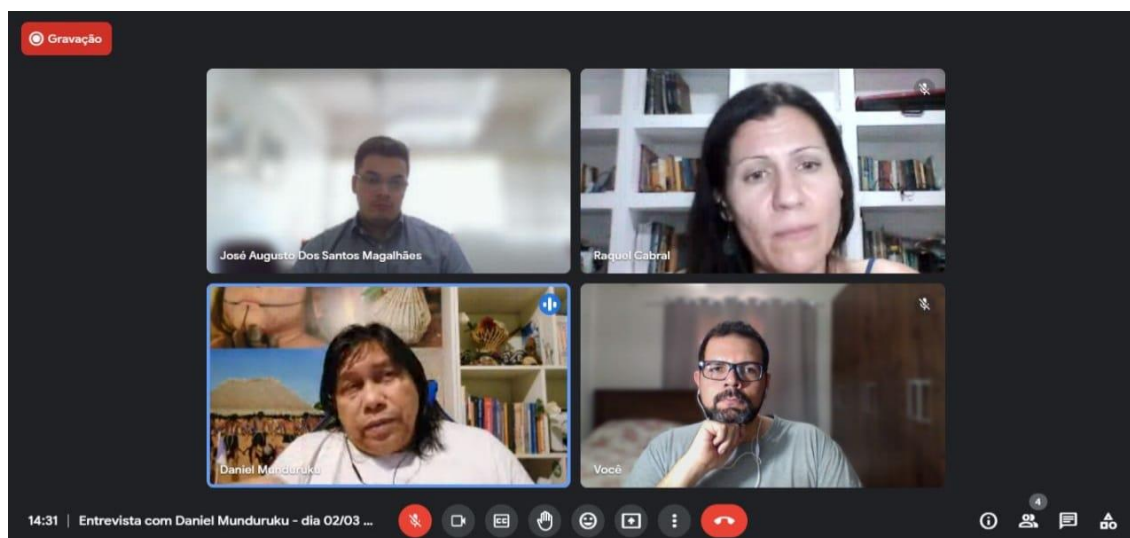 Gravação
José Augusto Dos Santos Magalhães
Raquel Cabral
Daniel Munduruku
Você
4
14:31 | Entrevista com Daniel Munduruku - dia 02/03 ...
CC